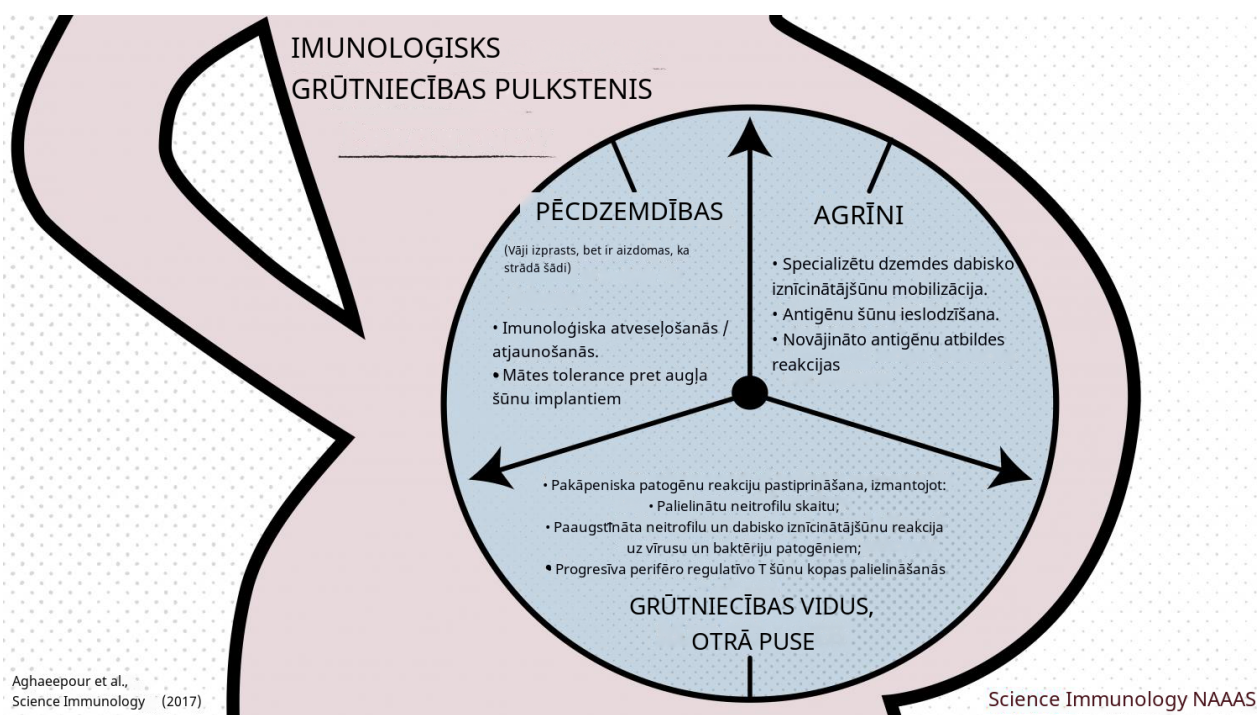 IMUNOLOĢISKS
GRŪTNIECĪBAS PULKSTENIS
PĒCDZEMDĪBAS
(Vāji izprasts, bet ir aizdomas, ka
strādā šādi)
• Imunoloģiska atveseļošanās /
atjaunošanās.
• Mātes tolerance pret augļa
šūnu implantiem
AGRĪNI
• Specializētu dzemdes dabisko
iznīcinātājšūnu mobilizācija.
• Antigēnu šūnu ieslodzīšana.
• Novājināto antigēnu atbildes
reakcijas
• Pakāpeniska patogēnu reakciju pastiprināšana, izmantojot:
• Palielinātu neitrofilu skaitu;
• Paaugstīnāta neitrofilu un dabisko iznīcinātājšūnu reakcija
uz vīrusu un baktēriju patogēniem;
• Progresīva perifēro regulatīvo T šūnu kopas palielināšanās
GRŪTNIECĪBAS VIDUS,
OTRĀ PUSE
Aghaeepour et al.,
Science Immunology (2017)
Science Immunology NAAAS